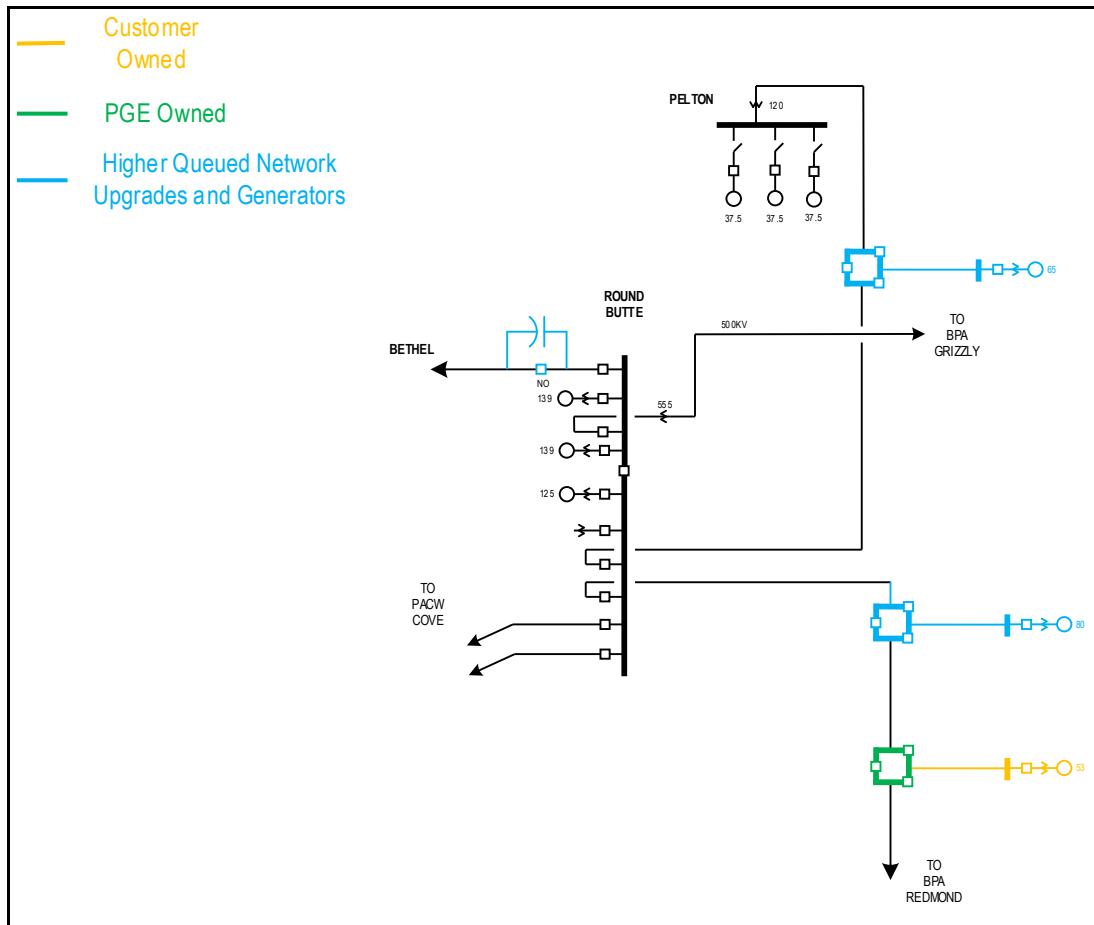 Customer
Owned
PGE Owned
Higher Queued Network
Upgrades and Generators
PELTON
120
37.5
37.5
37.5
65
ROUND
BUTTE
500KV
TO
BPA
GRIZZLY
BETHEL
NO
139
555
139
125
TO
PACW
COVE
80
53
TO
BPA
REDMOND